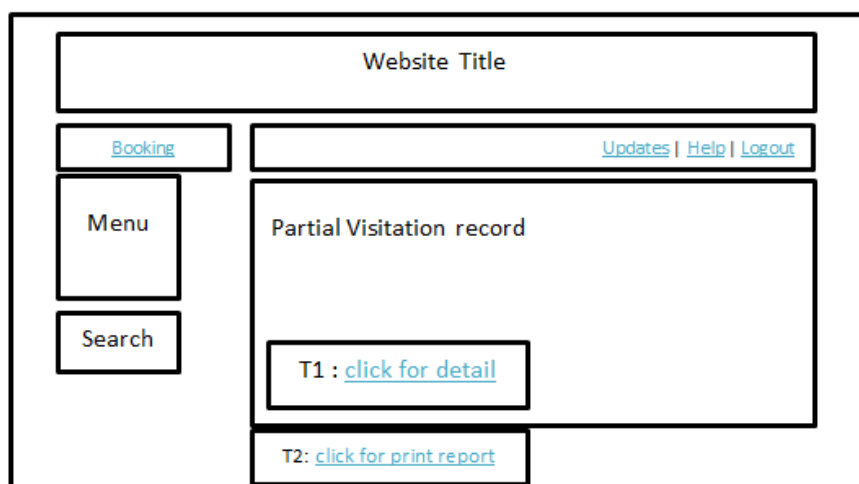 Website Title
Booking
Updates | Help | Logout
Menu
Partial Visitation record
Search
T1 : click for detail
T2: click for print report